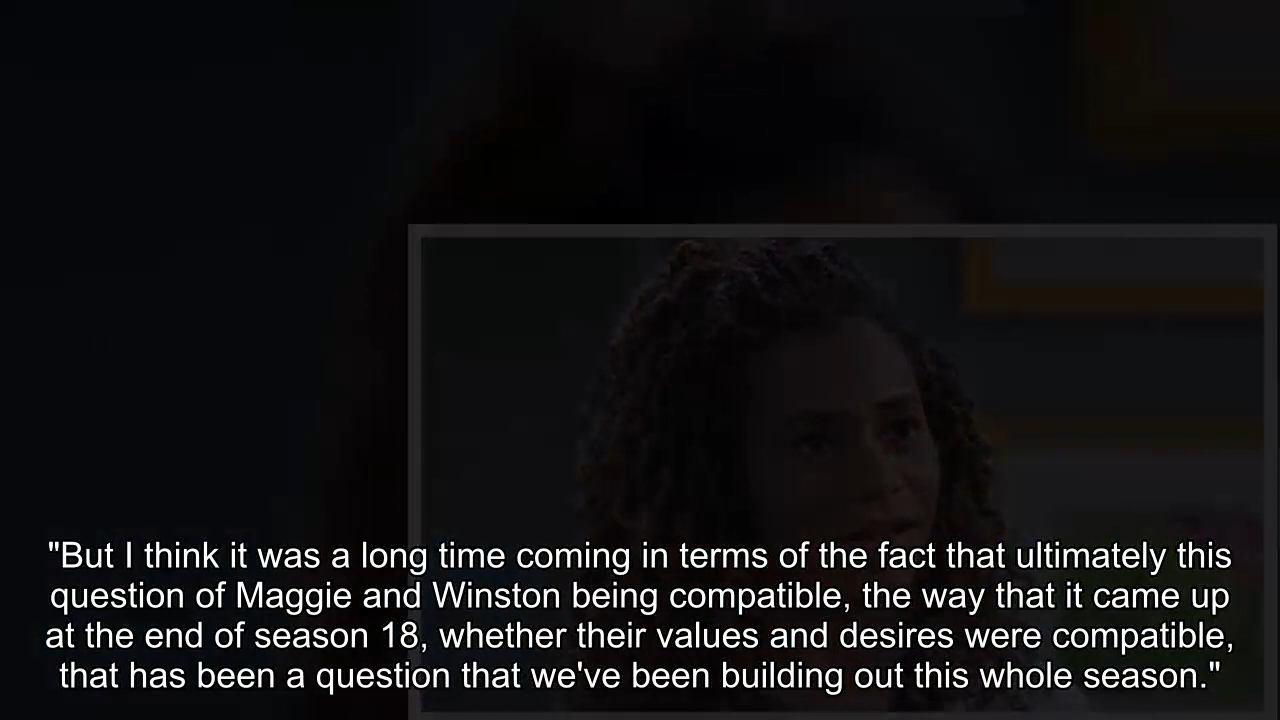 "But I think it was a long time coming in terms of the fact that ultimately this
question of Maggie and Winston being compatible, the way that it came up
at the end of season 18, whether their values and desires were compatible,
that has been a question that we've been building out this whole season."